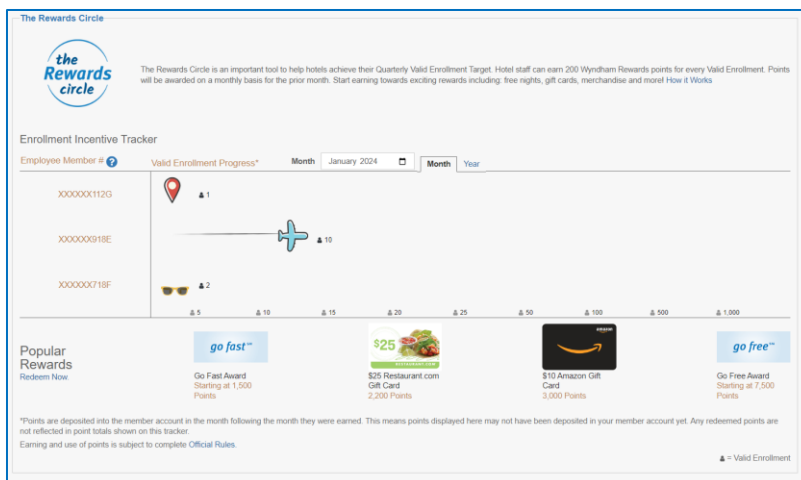 The Rewards Circle
the
Rewards
circle
The Rewards Circle is an important tool to help hotels achieve their Quarterly Valid Enrollment Target. Hotel staff can earn 200 Wyndham Rewards points for every Valid Enrollment. Points
will be awarded on a monthly basis for the prior month. Start earning towards exciting rewards including: free nights, gift cards, merchandise and more! How it Works
Enrollment Incentive Tracker
Employee Member # ?
Valid Enrollment Progress*
Month January 2024
Month Year
XXXXXX112G
1
XXXXXX918E
10
XXXXXX718F
2
5 10 15 20 25 50 100 500 1,000
Popular
Rewards
Redeem Now
go fast℠
Go Fast Award
Starting at 1,500
Points
$25
RESTAURANT.COM
$25 Restaurant.com
Gift Card
2,200 Points
amazon
$10 Amazon Gift
Card
3,000 Points
go free℠
Go Free Award
Starting at 7,500
Points
*Points are deposited into the member account in the month following the month they were earned. This means points displayed here may not have been deposited in your member account yet. Any redeemed points are
not reflected in point totals shown on this tracker.
Earning and use of points is subject to complete Official Rules.
= Valid Enrollment